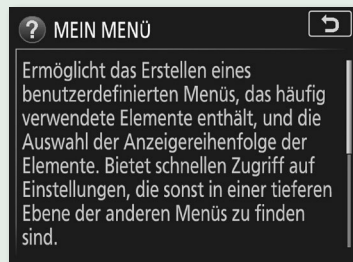 ? MEIN MENÜ
Ermöglicht das Erstellen eines
benutzerdefinierten Menüs, das häufig
verwendete Elemente enthält, und die
Auswahl der Anzeigereihenfolge der
Elemente. Bietet schnellen Zugriff auf
Einstellungen, die sonst in einer tieferen
Ebene der anderen Menüs zu finden
sind.